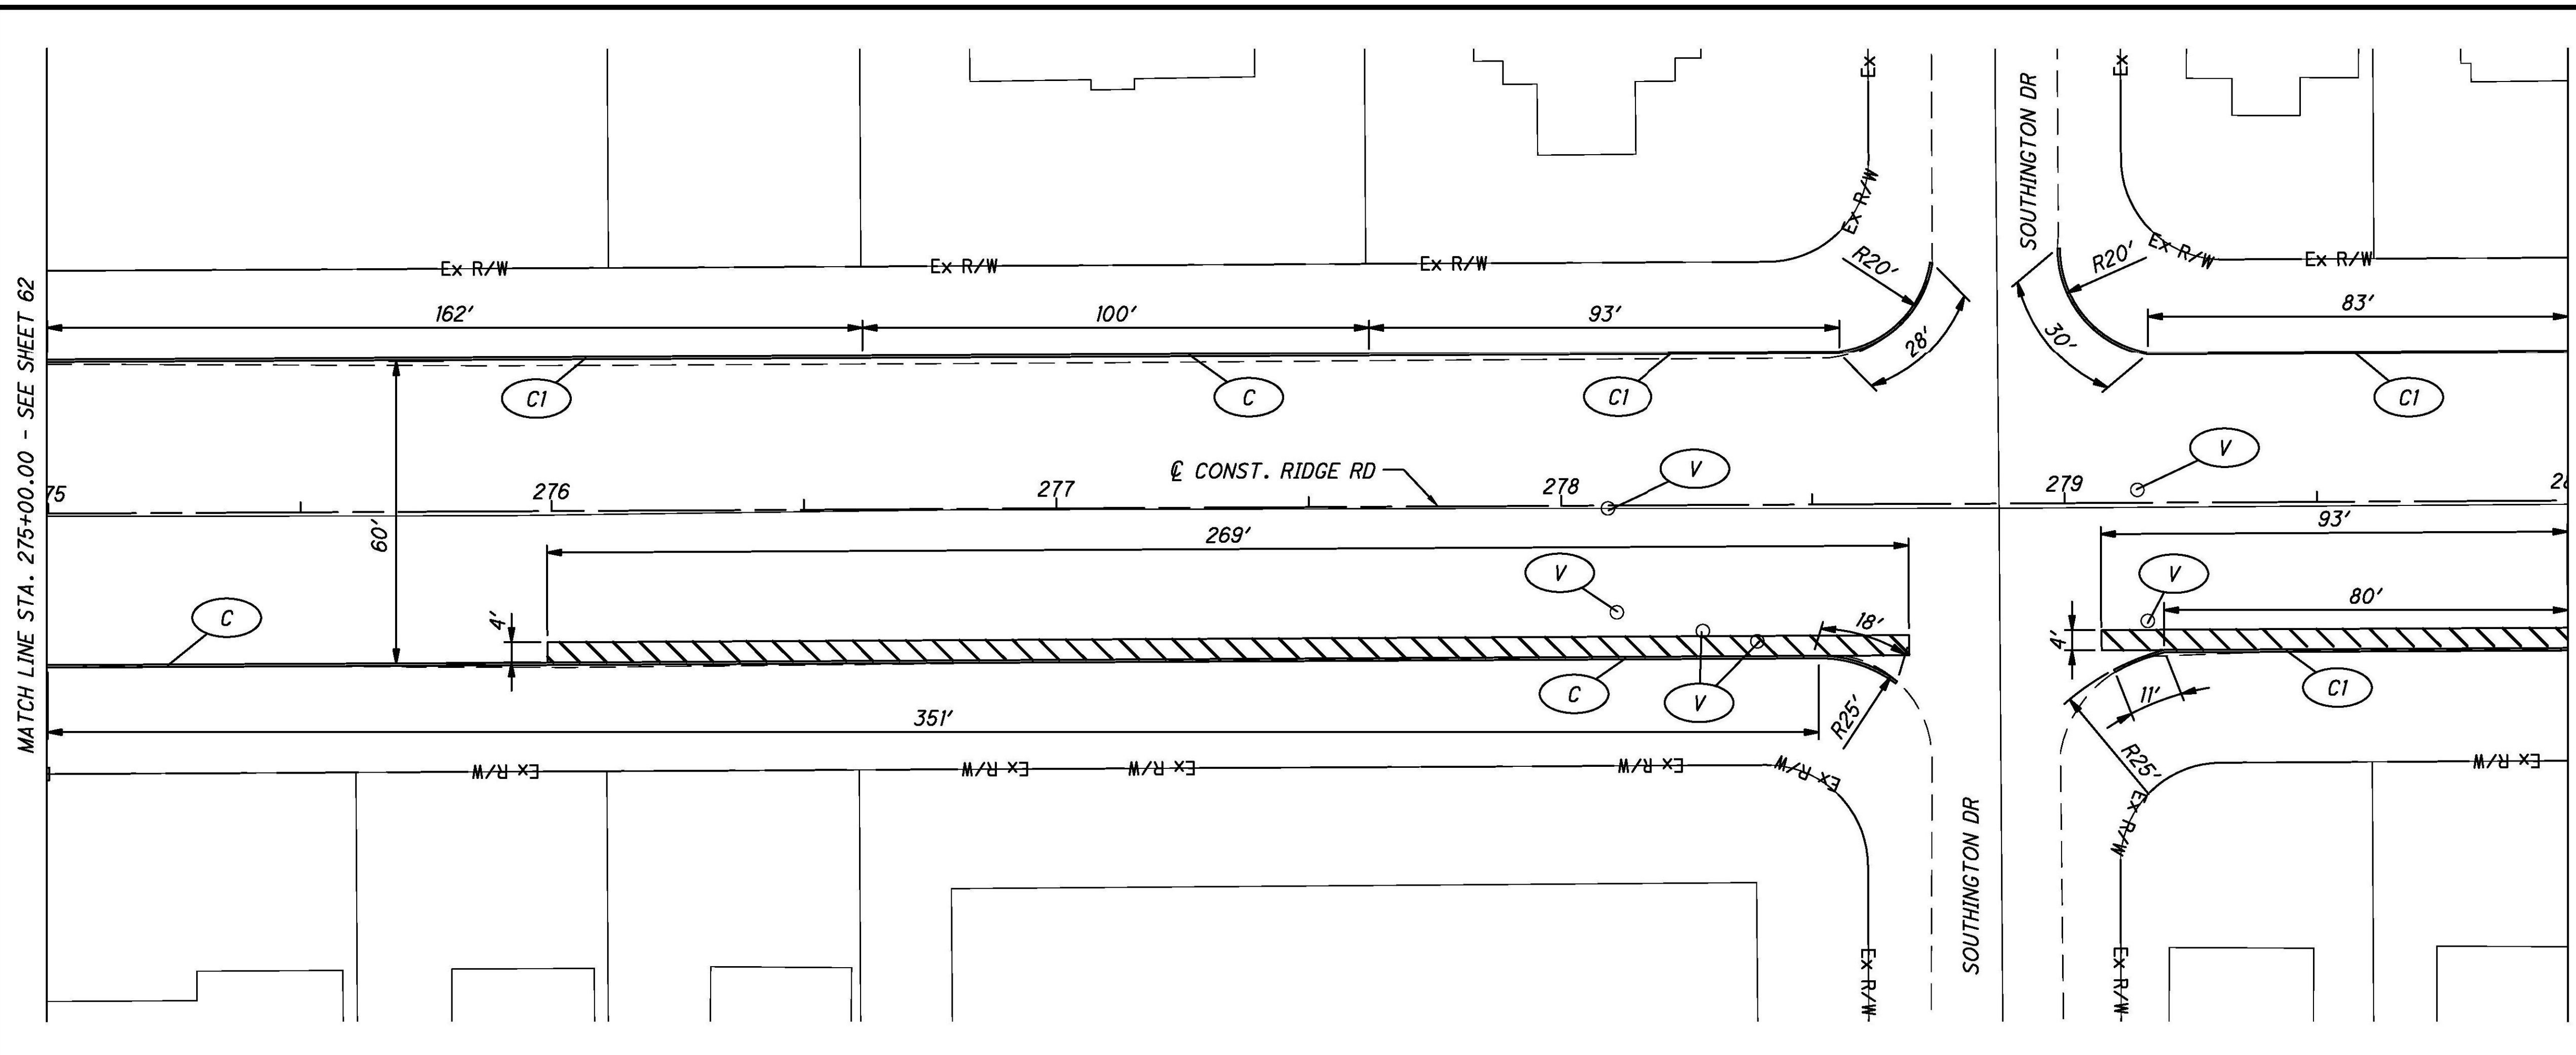 Ex
Ex
SOUTHINGTON DR
Ex R/W
Ex R/W
Ex R/W
Ex R/W
Ex R/W
Ex R/W
R20'
R20'
162'
100'
93'
28'
30'
83'
C1
C
C1
C1
MATCH LINE STA. 275+00.00 - SEE SHEET 62
60'
℄ CONST. RIDGE RD
V
V
75
276
277
278
279
28
269'
93'
V
V
C
4'
18'
80'
4'
C
V
C1
351'
R25'
11'
R25'
Ex R/W
Ex R/W
Ex R/W
Ex R/W
Ex R/W
Ex R/W
Ex R/W
SOUTHINGTON DR
Ex R/W
Ex R/W